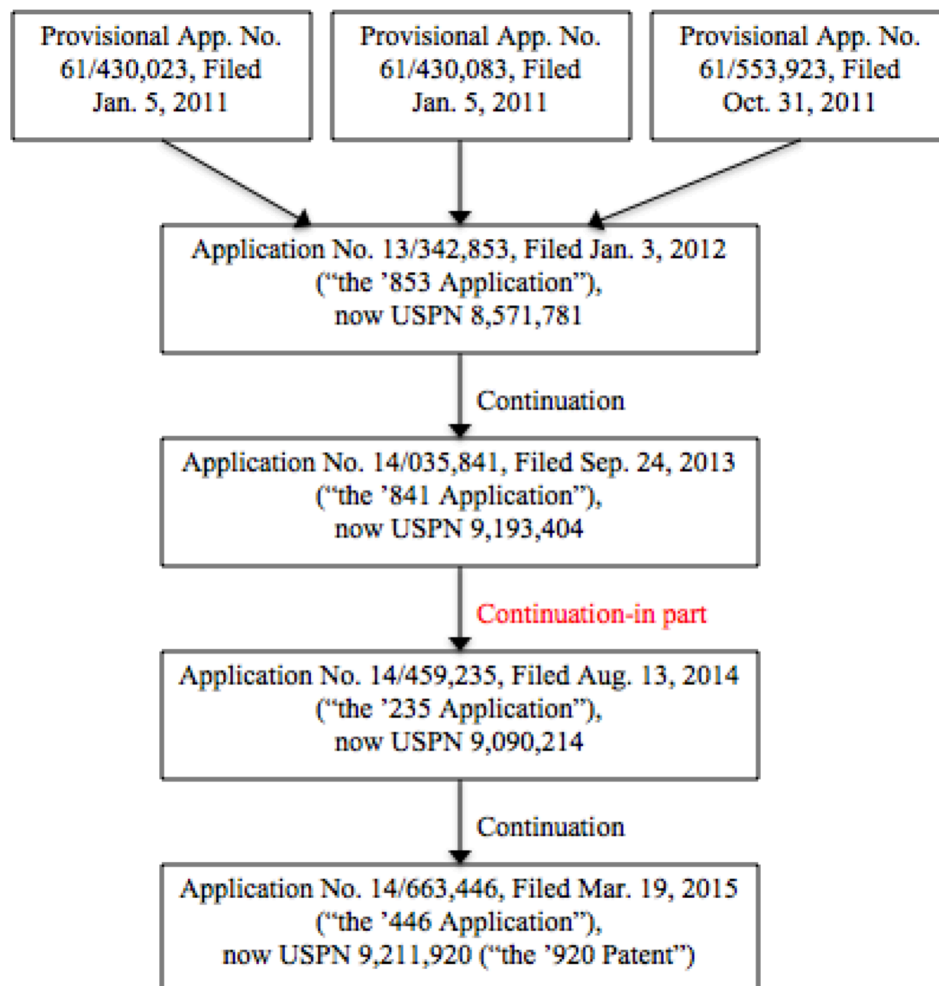 Provisional App. No.
61/430,023, Filed
Jan. 5, 2011
Provisional App. No.
61/430,083, Filed
Jan. 5, 2011
Provisional App. No.
61/553,923, Filed
Oct. 31, 2011
Application No. 13/342,853, Filed Jan. 3, 2012
(“the ’853 Application”),
now USPN 8,571,781
Continuation
Application No. 14/035,841, Filed Sep. 24, 2013
(“the ’841 Application”),
now USPN 9,193,404
Continuation-in part
Application No. 14/459,235, Filed Aug. 13, 2014
(“the ’235 Application”),
now USPN 9,090,214
Continuation
Application No. 14/663,446, Filed Mar. 19, 2015
(“the ’446 Application”),
now USPN 9,211,920 (“the ’920 Patent”)